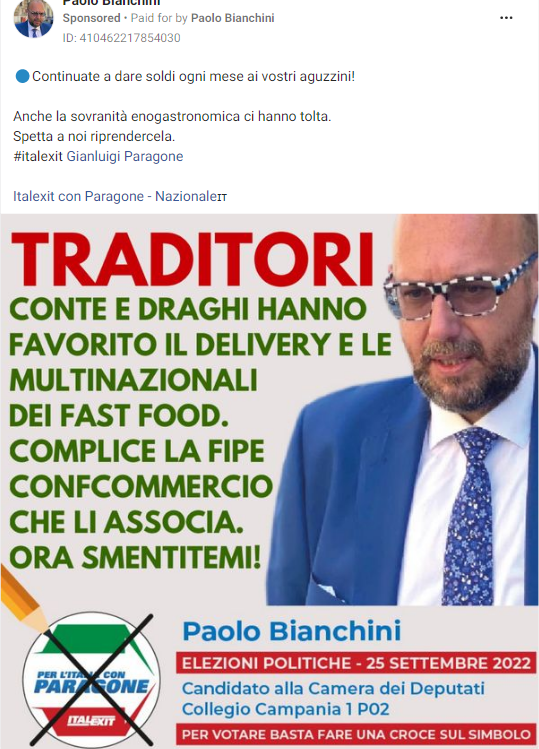 Paolo Bianchini
Sponsored • Paid for by Paolo Bianchini
ID: 410462217854030
🔵Continuate a dare soldi ogni mese ai vostri aguzzini!
Anche la sovranità enogastronomica ci hanno tolta.
Spetta a noi riprendercela.
#italexit Gianluigi Paragone
Italexit con Paragone - Nazionale🇮🇹
TRADITORI
CONTE E DRAGHI HANNO
FAVORITO IL DELIVERY E LE
MULTINAZIONALI
DEI FAST FOOD.
COMPLICE LA FIPE
CONFCOMMERCIO
CHE LI ASSOCIA.
ORA SMENTITEMI!
PER L'ITALIA CON
PARAGONE
ITALEXIT
Paolo Bianchini
ELEZIONI POLITICHE - 25 SETTEMBRE 2022
Candidato alla Camera dei Deputati
Collegio Campania 1 P02
PER VOTARE BASTA FARE UNA CROCE SUL SIMBOLO